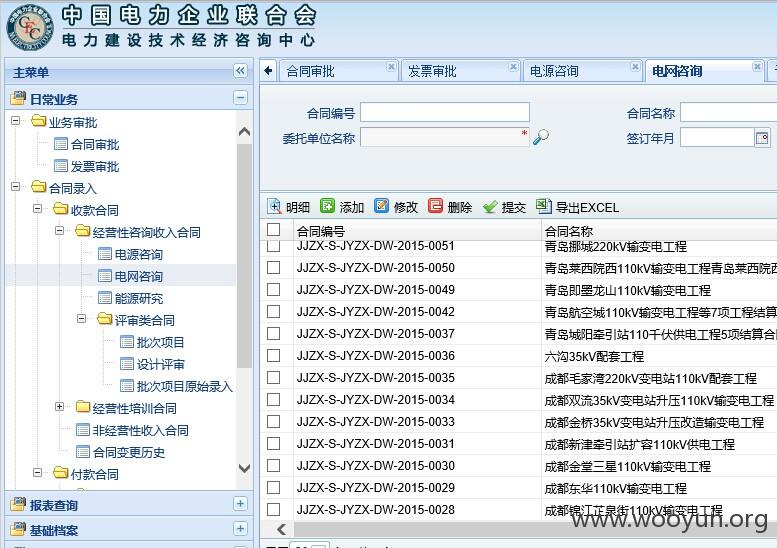 中国电力企业联合会
电力建设技术经济咨询中心
主菜单
日常业务
业务审批
合同审批
发票审批
合同录入
收款合同
经营性咨询收入合同
电源咨询
电网咨询
能源研究
评审类合同
批次项目
设计评审
批次项目原始录入
经营性培训合同
非经营性收入合同
合同变更历史
付款合同
报表查询
基础档案
合同审批 发票审批 电源咨询 电网咨询
合同编号 合同名称
委托单位名称 * 签订年月
明细 添加 修改 删除 提交 导出EXCEL
合同编号 合同名称
JJZX-S-JYZX-DW-2015-0051 青岛挪城220kV输变电工程
JJZX-S-JYZX-DW-2015-0050 青岛莱西院西110kV输变电工程青岛莱西院西
JJZX-S-JYZX-DW-2015-0049 青岛即墨龙山110kV输变电工程
JJZX-S-JYZX-DW-2015-0042 青岛航空城110kV输变电工程等7项工程结算
JJZX-S-JYZX-DW-2015-0037 青岛城阳牵引站110千伏供电工程5项结算合同
JJZX-S-JYZX-DW-2015-0036 六沟35kV配套工程
JJZX-S-JYZX-DW-2015-0035 成都毛家湾220kV变电站110kV配套工程
JJZX-S-JYZX-DW-2015-0034 成都双流35kV变电站升压110kV输变电工程
JJZX-S-JYZX-DW-2015-0033 成都金桥35kV变电站升压改造输变电工程
JJZX-S-JYZX-DW-2015-0031 成都新津牵引站扩容110kV供电工程
JJZX-S-JYZX-DW-2015-0030 成都金堂三星110kV输变电工程
JJZX-S-JYZX-DW-2015-0029 成都东华110kV输变电工程
JJZX-S-JYZX-DW-2015-0028 成都锦江芷泉街110kV输变电工程
www.wooyun.org